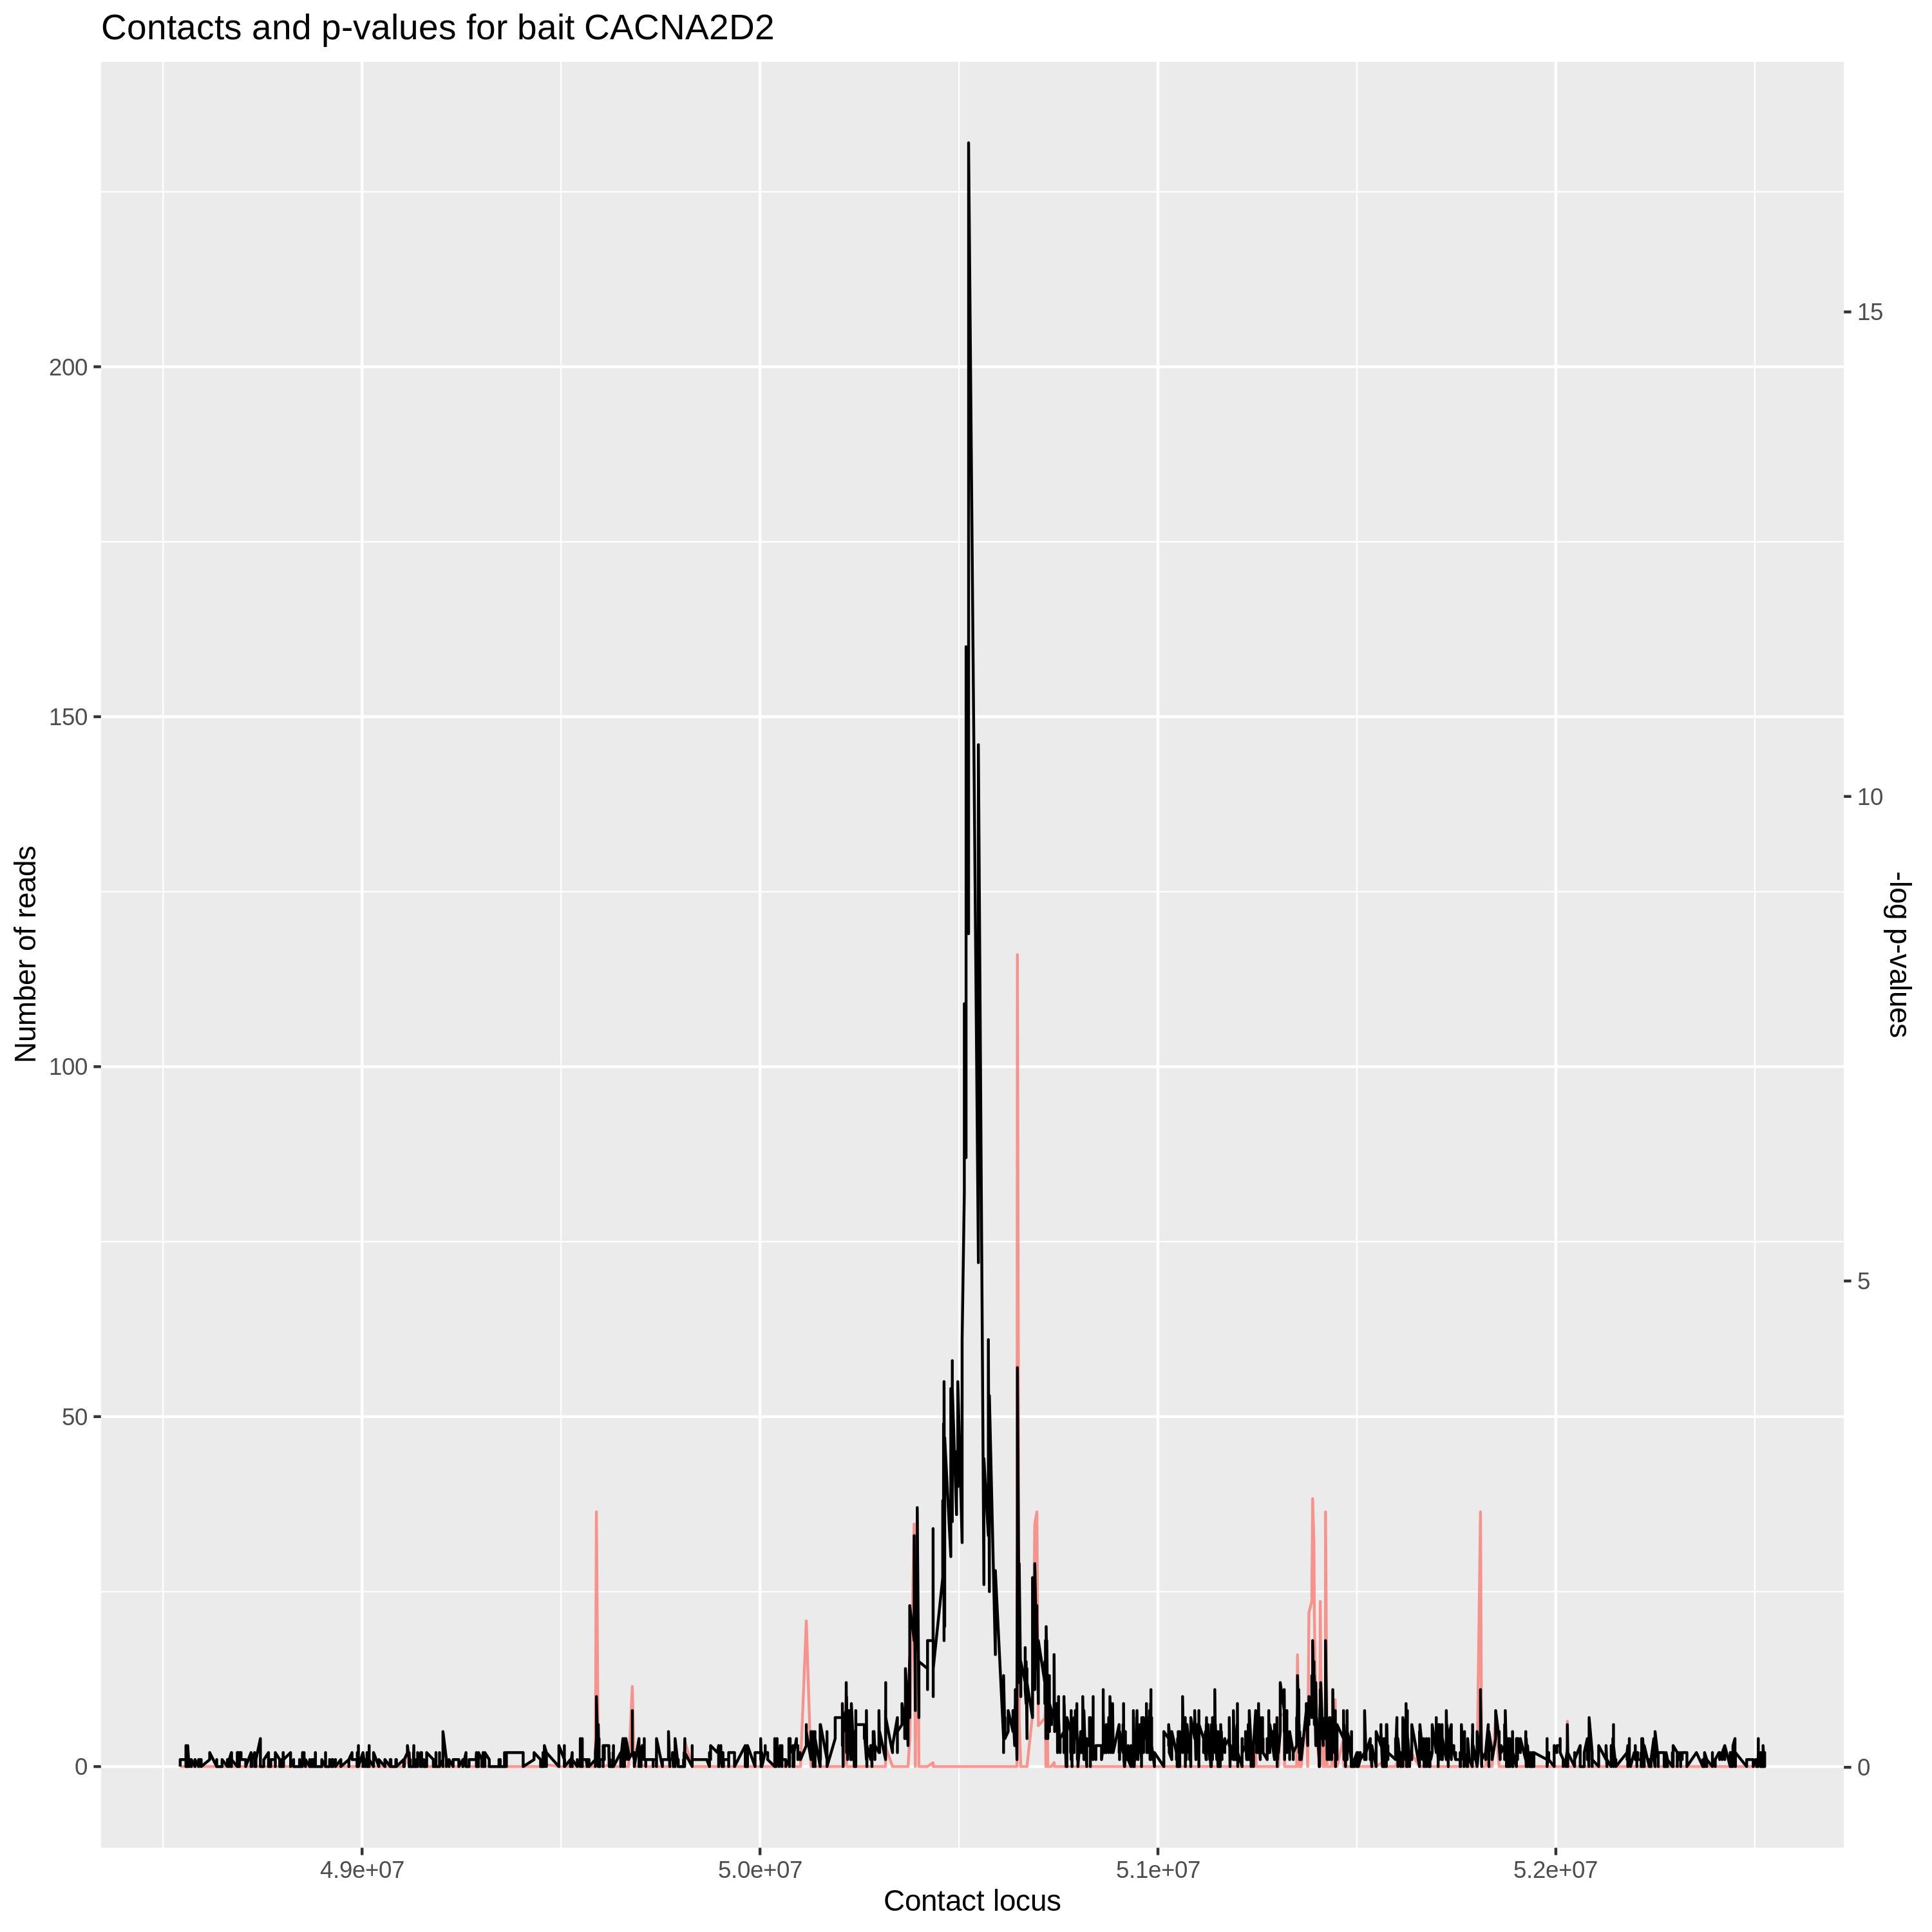 Contacts and p-values for bait CACNA2D2
Number of reads
200
150
100
50
0
15
10
5
0
-log p-values
4.9e+07
5.0e+07
5.1e+07
5.2e+07
Contact locus